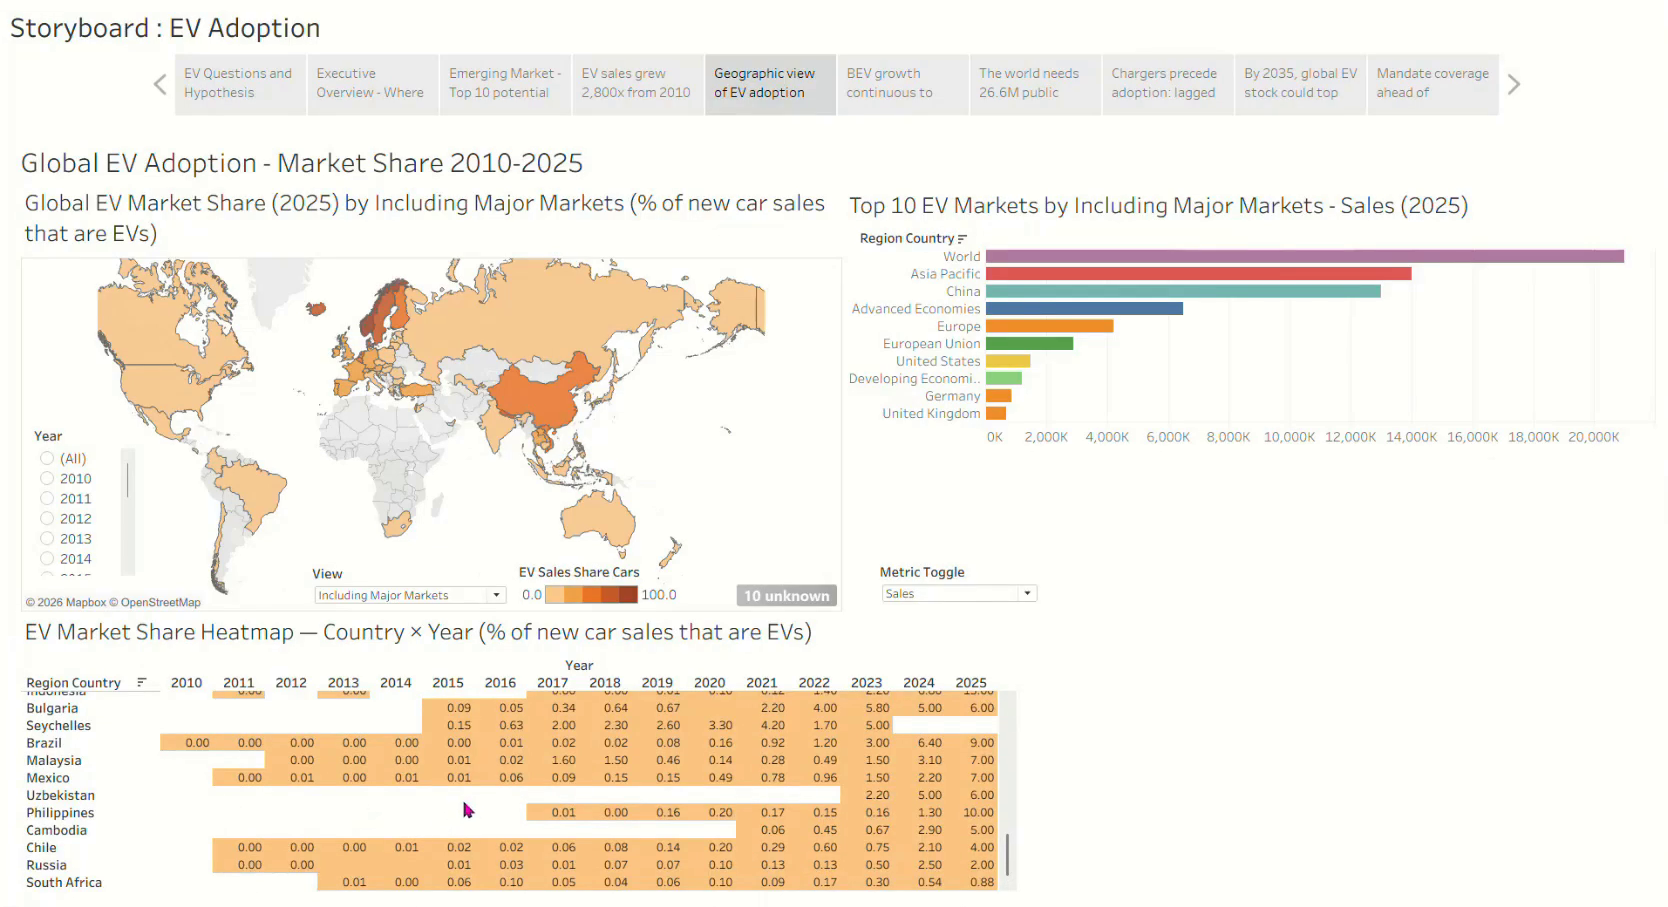 Storyboard : EV Adoption
EV Questions and Hypothesis
Executive Overview - Where
Emerging Market - Top 10 potential
EV sales grew 2,800x from 2010
Geographic view of EV adoption
BEV growth continuous to
The world needs 26.6M public
Chargers precede adoption: lagged
By 2035, global EV stock could top
Mandate coverage ahead of
Global EV Adoption - Market Share 2010-2025
Global EV Market Share (2025) by Including Major Markets (% of new car sales
that are EVs)
Year
(All)
2010
2011
2012
2013
2014
View
Including Major Markets
EV Sales Share Cars
0.0 100.0
10 unknown
© 2026 Mapbox © OpenStreetMap
Top 10 EV Markets by Including Major Markets - Sales (2025)
Region Country
World
Asia Pacific
China
Advanced Economies
Europe
European Union
United States
Developing Economi..
Germany
United Kingdom
0K 2,000K 4,000K 6,000K 8,000K 10,000K 12,000K 14,000K 16,000K 18,000K 20,000K
Metric Toggle
Sales
EV Market Share Heatmap — Country × Year (% of new car sales that are EVs)
Year
Region Country 2010 2011 2012 2013 2014 2015 2016 2017 2018 2019 2020 2021 2022 2023 2024 2025
Indonesia
Bulgaria 0.09 0.05 0.34 0.64 0.67 2.20 4.00 5.80 5.00 6.00
Seychelles 0.15 0.63 2.00 2.30 2.60 3.30 4.20 1.70 5.00
Brazil 0.00 0.00 0.00 0.00 0.00 0.00 0.01 0.02 0.02 0.08 0.16 0.92 1.20 3.00 6.40 9.00
Malaysia 0.00 0.00 0.00 0.01 0.02 1.60 1.50 0.46 0.14 0.28 0.49 1.50 3.10 7.00
Mexico 0.00 0.01 0.00 0.01 0.01 0.06 0.09 0.15 0.15 0.49 0.78 0.96 1.50 2.20 7.00
Uzbekistan 2.20 5.00 6.00
Philippines 0.01 0.00 0.16 0.20 0.17 0.15 0.16 1.30 10.00
Cambodia 0.06 0.45 0.67 2.90 5.00
Chile 0.00 0.00 0.00 0.01 0.02 0.02 0.06 0.08 0.14 0.20 0.29 0.60 0.75 2.10 4.00
Russia 0.00 0.00 0.01 0.03 0.01 0.07 0.07 0.10 0.13 0.13 0.50 2.50 2.00
South Africa 0.01 0.00 0.06 0.10 0.05 0.04 0.06 0.10 0.09 0.17 0.30 0.54 0.88